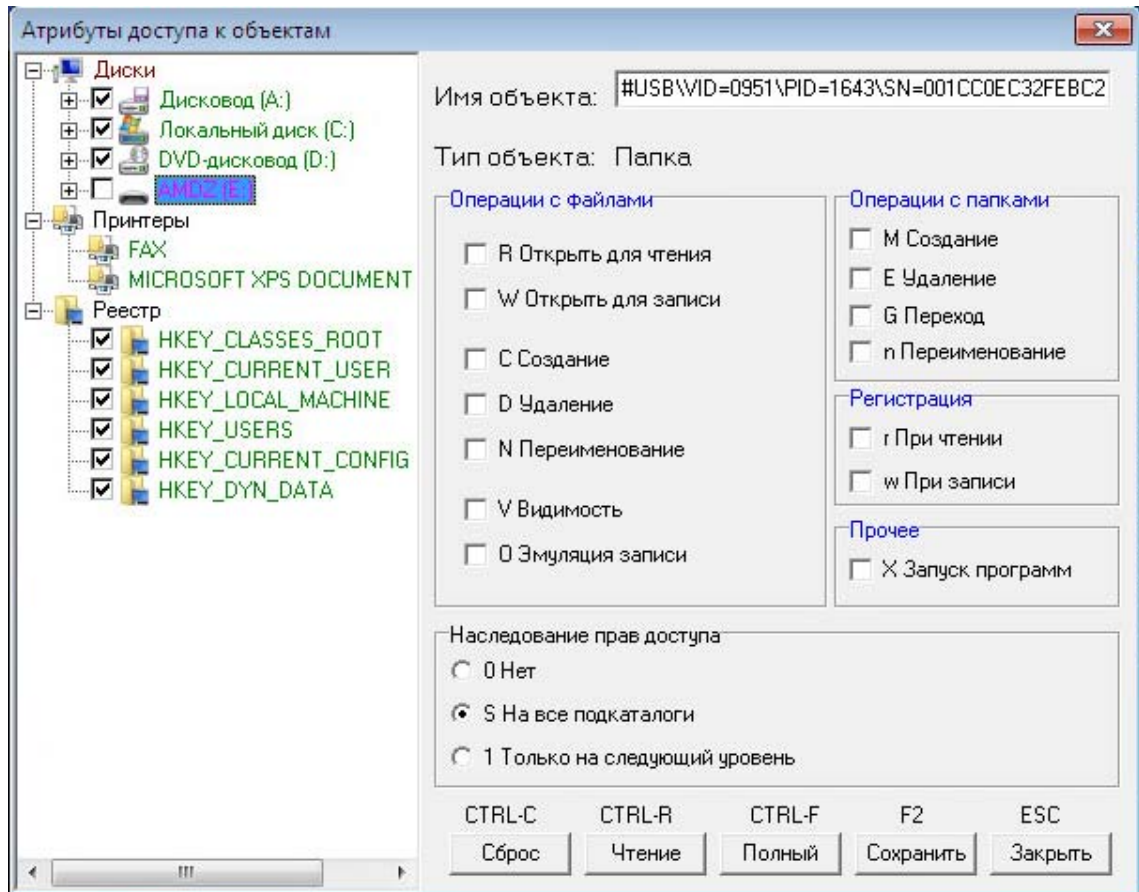 Атрибуты доступа к объектам
Диски
Дисковод (A:)
Локальный диск (C:)
DVD-дисковод (D:)
AMDZ (E:)
Принтеры
FAX
MICROSOFT XPS DOCUMENT
Реестр
HKEY_CLASSES_ROOT
HKEY_CURRENT_USER
HKEY_LOCAL_MACHINE
HKEY_USERS
HKEY_CURRENT_CONFIG
HKEY_DYN_DATA
Имя объекта: #USB\VID=0951\PID=1643\SN=001CC0EC32FEBC2
Тип объекта: Папка
Операции с файлами
R Открыть для чтения
W Открыть для записи
C Создание
D Удаление
N Переименование
V Видимость
O Эмуляция записи
Операции с папками
M Создание
E Удаление
G Переход
n Переименование
Регистрация
r При чтении
w При записи
Прочее
X Запуск программ
Наследование прав доступа
0 Нет
S На все подкаталоги
1 Только на следующий уровень
CTRL-C CTRL-R CTRL-F F2 ESC
Сброс Чтение Полный Сохранить Закрыть